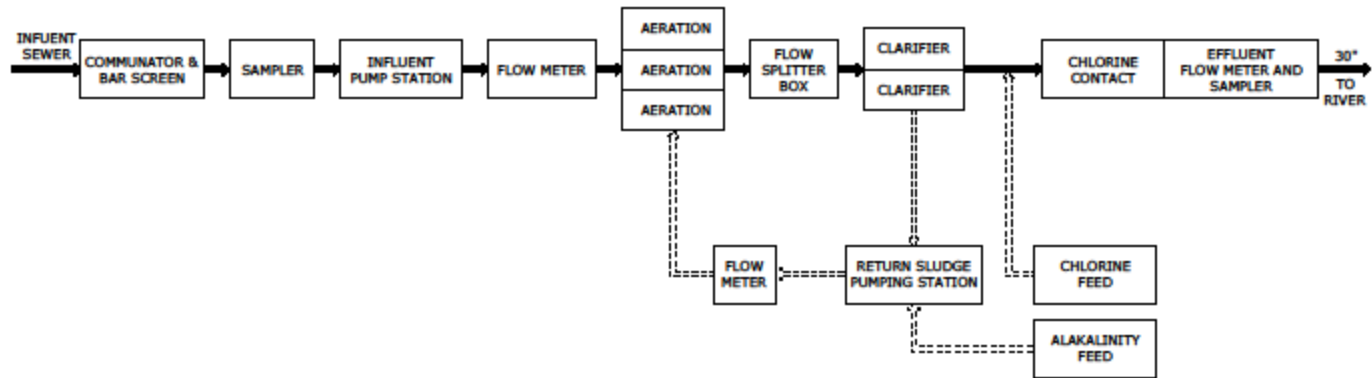 INFUENT
SEWER
COMMUNATOR &
BAR SCREEN
SAMPLER
INFLUENT
PUMP STATION
FLOW METER
AERATION
AERATION
AERATION
FLOW
SPLITTER
BOX
CLARIFIER
CLARIFIER
CHLORINE
CONTACT
EFFLUENT
FLOW METER AND
SAMPLER
30"
TO
RIVER
FLOW
METER
RETURN SLUDGE
PUMPING STATION
CHLORINE
FEED
ALAKALINITY
FEED